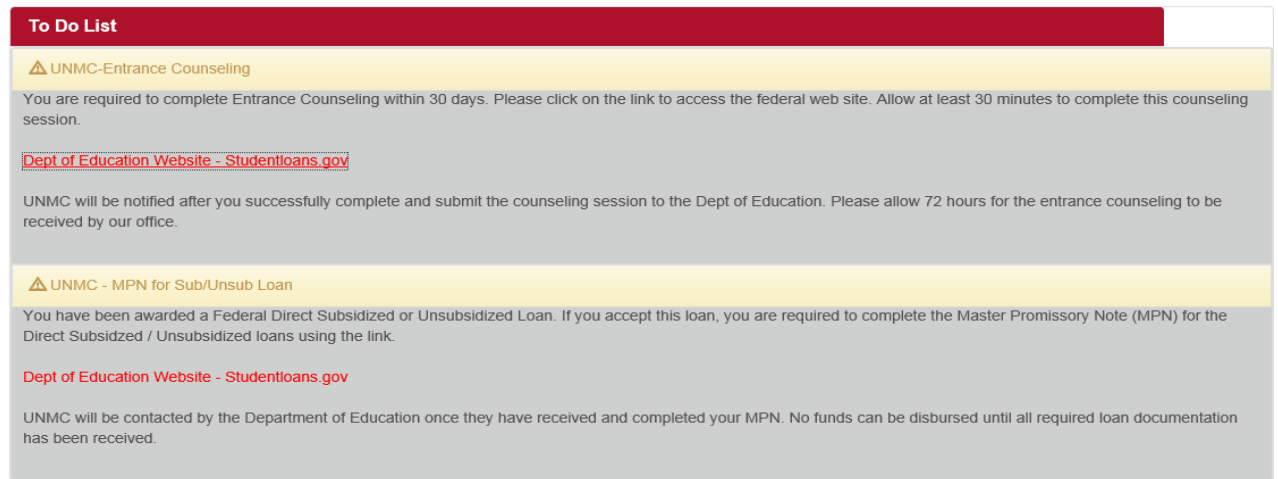 To Do List
UNMC-Entrance Counseling
You are required to complete Entrance Counseling within 30 days. Please click on the link to access the federal web site. Allow at least 30 minutes to complete this counseling
session.
Dept of Education Website - Studentloans.gov
UNMC will be notified after you successfully complete and submit the counseling session to the Dept of Education. Please allow 72 hours for the entrance counseling to be
received by our office.
UNMC - MPN for Sub/Unsub Loan
You have been awarded a Federal Direct Subsidized or Unsubsidized Loan. If you accept this loan, you are required to complete the Master Promissory Note (MPN) for the
Direct Subsidzed / Unsubsidized loans using the link.
Dept of Education Website - Studentloans.gov
UNMC will be contacted by the Department of Education once they have received and completed your MPN. No funds can be disbursed until all required loan documentation
has been received.